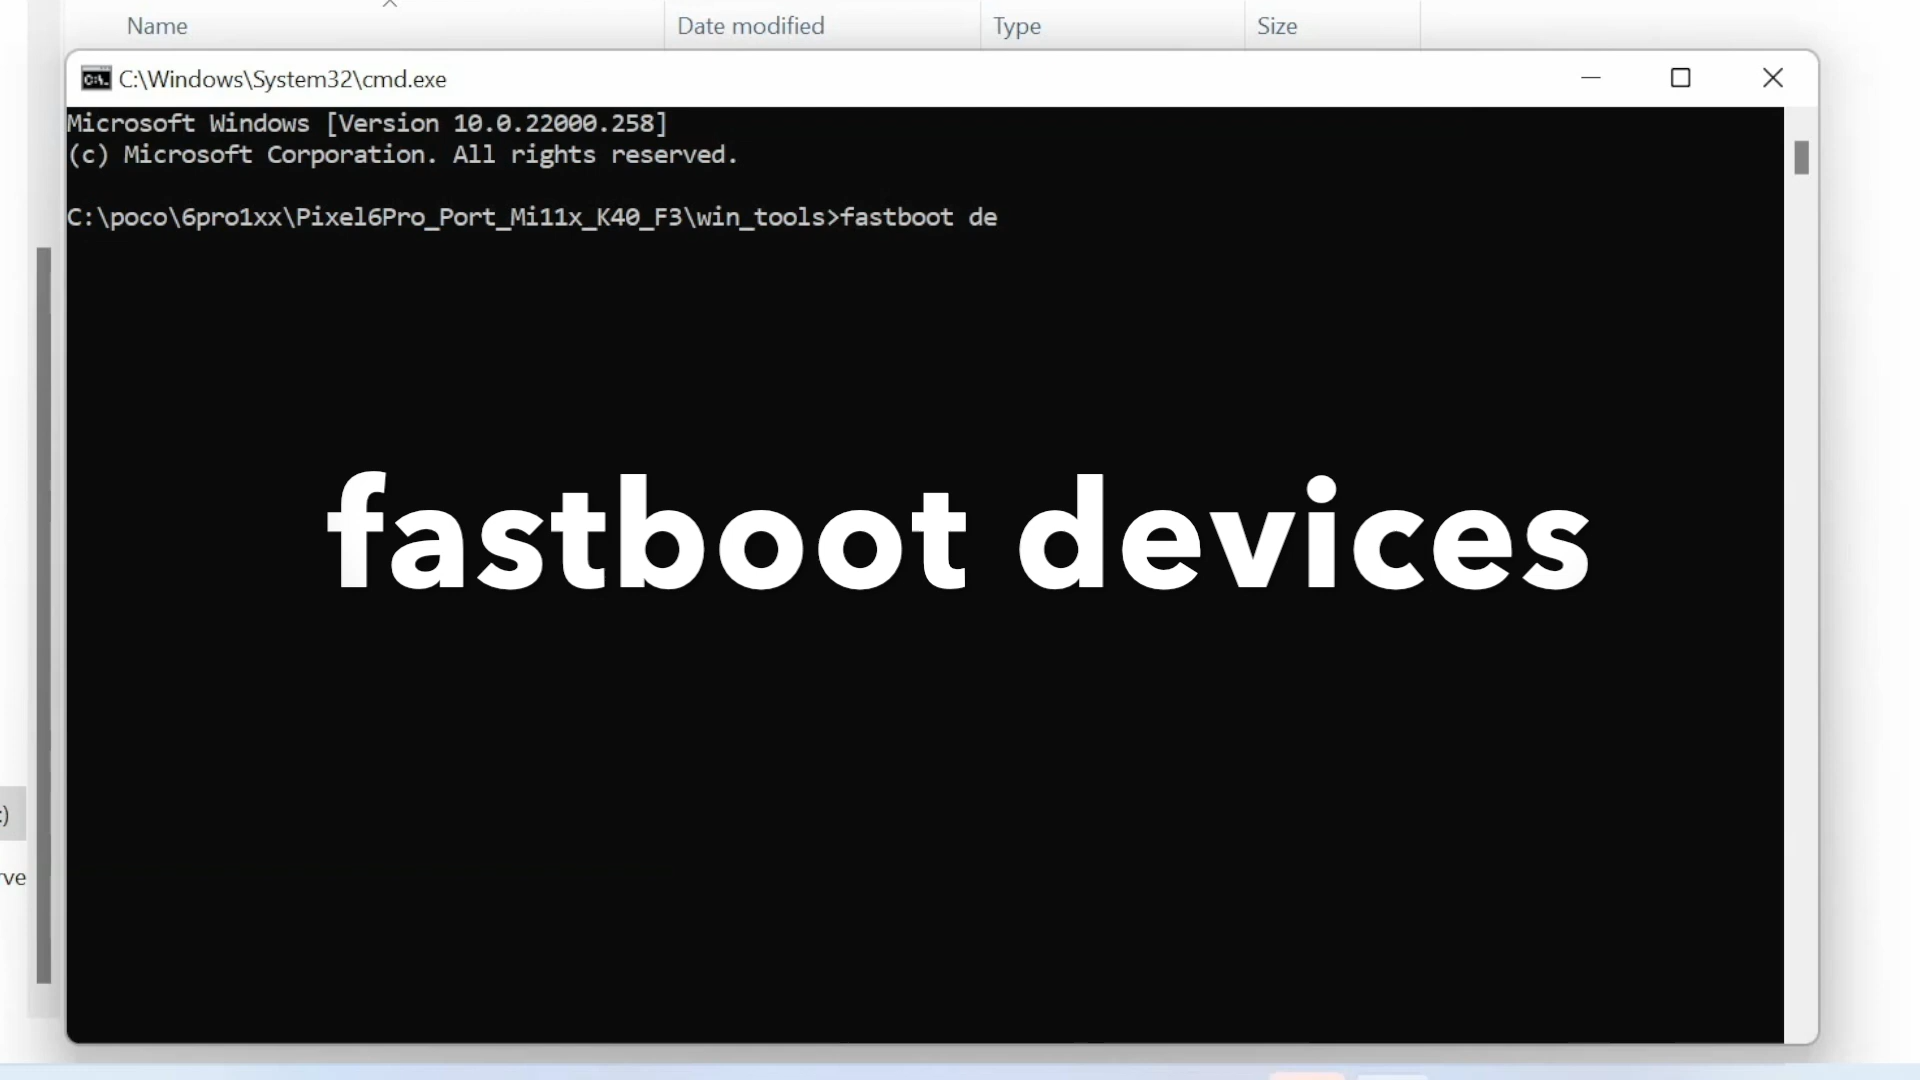 Name Date modified Type Size
C:\Windows\System32\cmd.exe
Microsoft Windows [Version 10.0.22000.258]
(c) Microsoft Corporation. All rights reserved.
C:\poco\6pro1xx\Pixel6Pro_Port_Mi11x_K40_F3\win_tools>fastboot de
fastboot devices
:)
rve